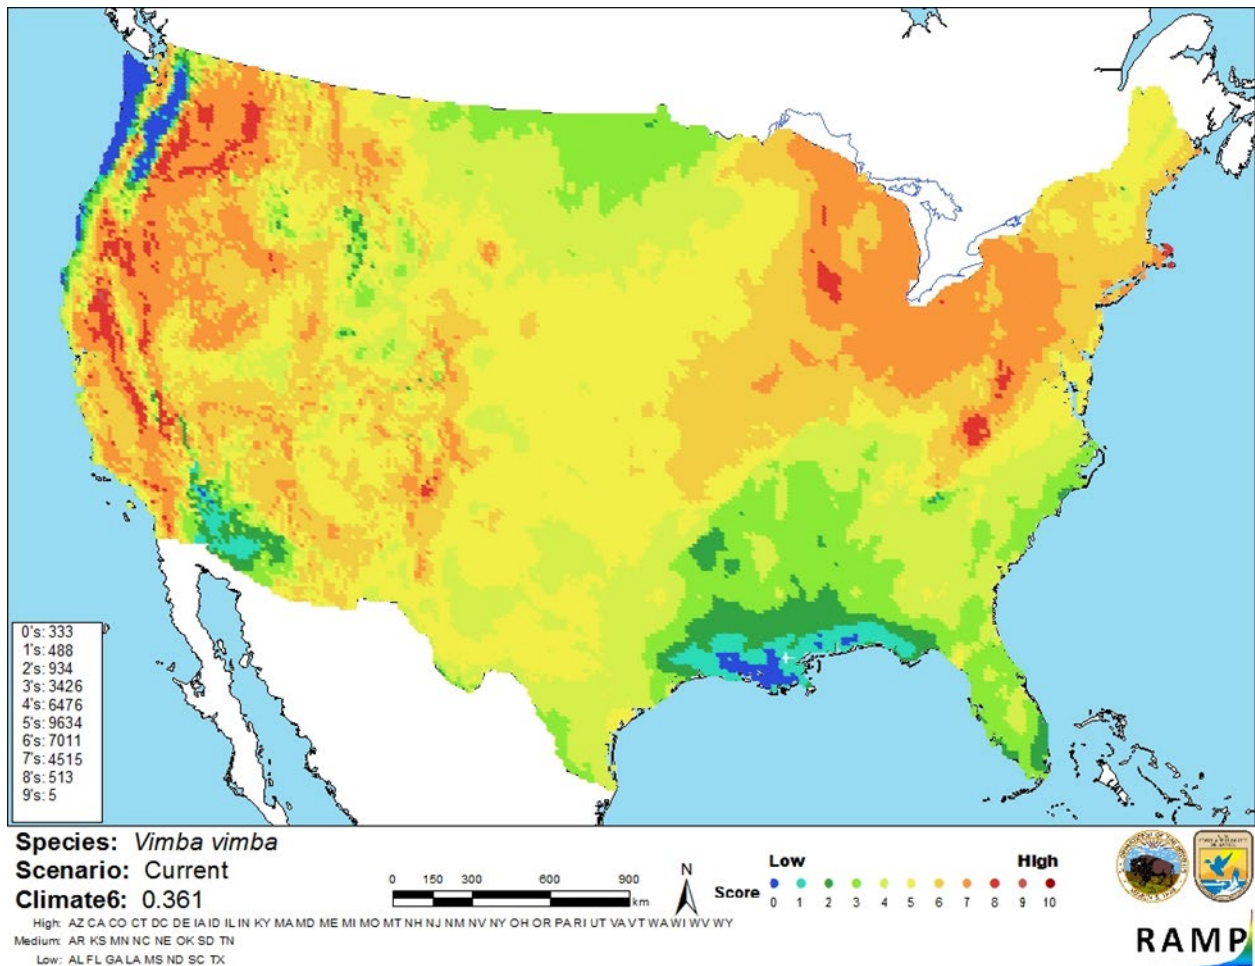 0's: 333
1's: 488
2's: 934
3's: 3426
4's: 6476
5's: 9634
6's: 7011
7's: 4515
8's: 513
9's: 5
Species: Vimba vimba
Scenario: Current
Climate6: 0.361
0 150 300 600 900
km
N
Low High
Score 0 1 2 3 4 5 6 7 8 9 10
High: AZ CA CO CT DC DE IA ID IL IN KY MA MD ME MI MO MT NH NJ NM NV NY OH OR PA RI UT VA VT WA WI WV WY
Medium: AR KS MN NC NE OK SD TN
Low: AL FL GA LA MS ND SC TX
RAMP